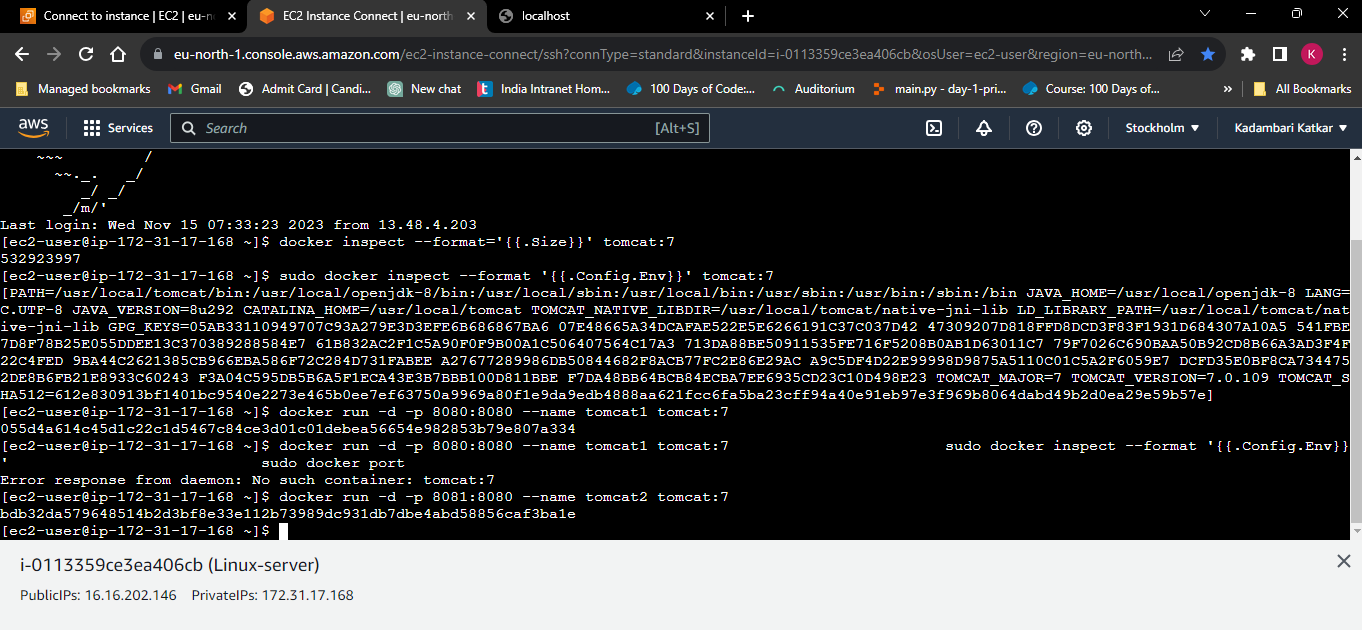 Connect to instance | EC2 | eu-n
EC2 Instance Connect | eu-north
localhost
eu-north-1.console.aws.amazon.com/ec2-instance-connect/ssh?connType=standard&instanceId=i-0113359ce3ea406cb&osUser=ec2-user&region=eu-north...
K
Managed bookmarks
Gmail
Admit Card | Candi...
New chat
India Intranet Hom...
100 Days of Code:...
Auditorium
main.py - day-1-pri...
Course: 100 Days of...
»
All Bookmarks
aws
Services
Search
[Alt+S]
Stockholm
Kadambari Katkar
~~~ /
~~._. _/
_/ _/
_/m/'
Last login: Wed Nov 15 07:33:23 2023 from 13.48.4.203
[ec2-user@ip-172-31-17-168 ~]$ docker inspect --format='{{.Size}}' tomcat:7
532923997
[ec2-user@ip-172-31-17-168 ~]$ sudo docker inspect --format '{{.Config.Env}}' tomcat:7
[PATH=/usr/local/tomcat/bin:/usr/local/openjdk-8/bin:/usr/local/sbin:/usr/local/bin:/usr/sbin:/usr/bin:/sbin:/bin JAVA_HOME=/usr/local/openjdk-8 LANG=
C.UTF-8 JAVA_VERSION=8u292 CATALINA_HOME=/usr/local/tomcat TOMCAT_NATIVE_LIBDIR=/usr/local/tomcat/native-jni-lib LD_LIBRARY_PATH=/usr/local/tomcat/nat
ive-jni-lib GPG_KEYS=05AB33110949707C93A279E3D3EFE6B686867BA6 07E48665A34DCAFAE522E5E6266191C37C037D42 47309207D818FFD8DCD3F83F1931D684307A10A5 541FBE
7D8F78B25E055DDEE13C370389288584E7 61B832AC2F1C5A90F0F9B00A1C506407564C17A3 713DA88BE50911535FE716F5208B0AB1D63011C7 79F7026C690BAA50B92CD8B66A3AD3F4F
22C4FED 9BA44C2621385CB966EBA586F72C284D731FABEE A27677289986DB50844682F8ACB77FC2E86E29AC A9C5DF4D22E99998D9875A5110C01C5A2F6059E7 DCFD35E0BF8CA734475
2DE8B6FB21E8933C60243 F3A04C595DB5B6A5F1ECA43E3B7BBB100D811BBE F7DA48BB64BCB84ECBA7EE6935CD23C10D498E23 TOMCAT_MAJOR=7 TOMCAT_VERSION=7.0.109 TOMCAT_S
HA512=612e830913bf1401bc9540e2273e465b0ee7ef63750a9969a80f1e9da9edb4888aa621fcc6fa5ba23cff94a40e91eb97e3f969b8064dabd49b2d0ea29e59b57e]
[ec2-user@ip-172-31-17-168 ~]$ docker run -d -p 8080:8080 --name tomcat1 tomcat:7
055d4a614c45d1c22c1d5467c84ce3d01c01debea56654e982853b79e807a334
[ec2-user@ip-172-31-17-168 ~]$ docker run -d -p 8080:8080 --name tomcat1 tomcat:7 sudo docker inspect --format '{{.Config.Env}}
' sudo docker port
Error response from daemon: No such container: tomcat:7
[ec2-user@ip-172-31-17-168 ~]$ docker run -d -p 8081:8080 --name tomcat2 tomcat:7
bdb32da579648514b2d3bf8e33e112b73989dc931db7dbe4abd58856caf3ba1e
[ec2-user@ip-172-31-17-168 ~]$
i-0113359ce3ea406cb (Linux-server)
PublicIPs: 16.16.202.146 PrivateIPs: 172.31.17.168